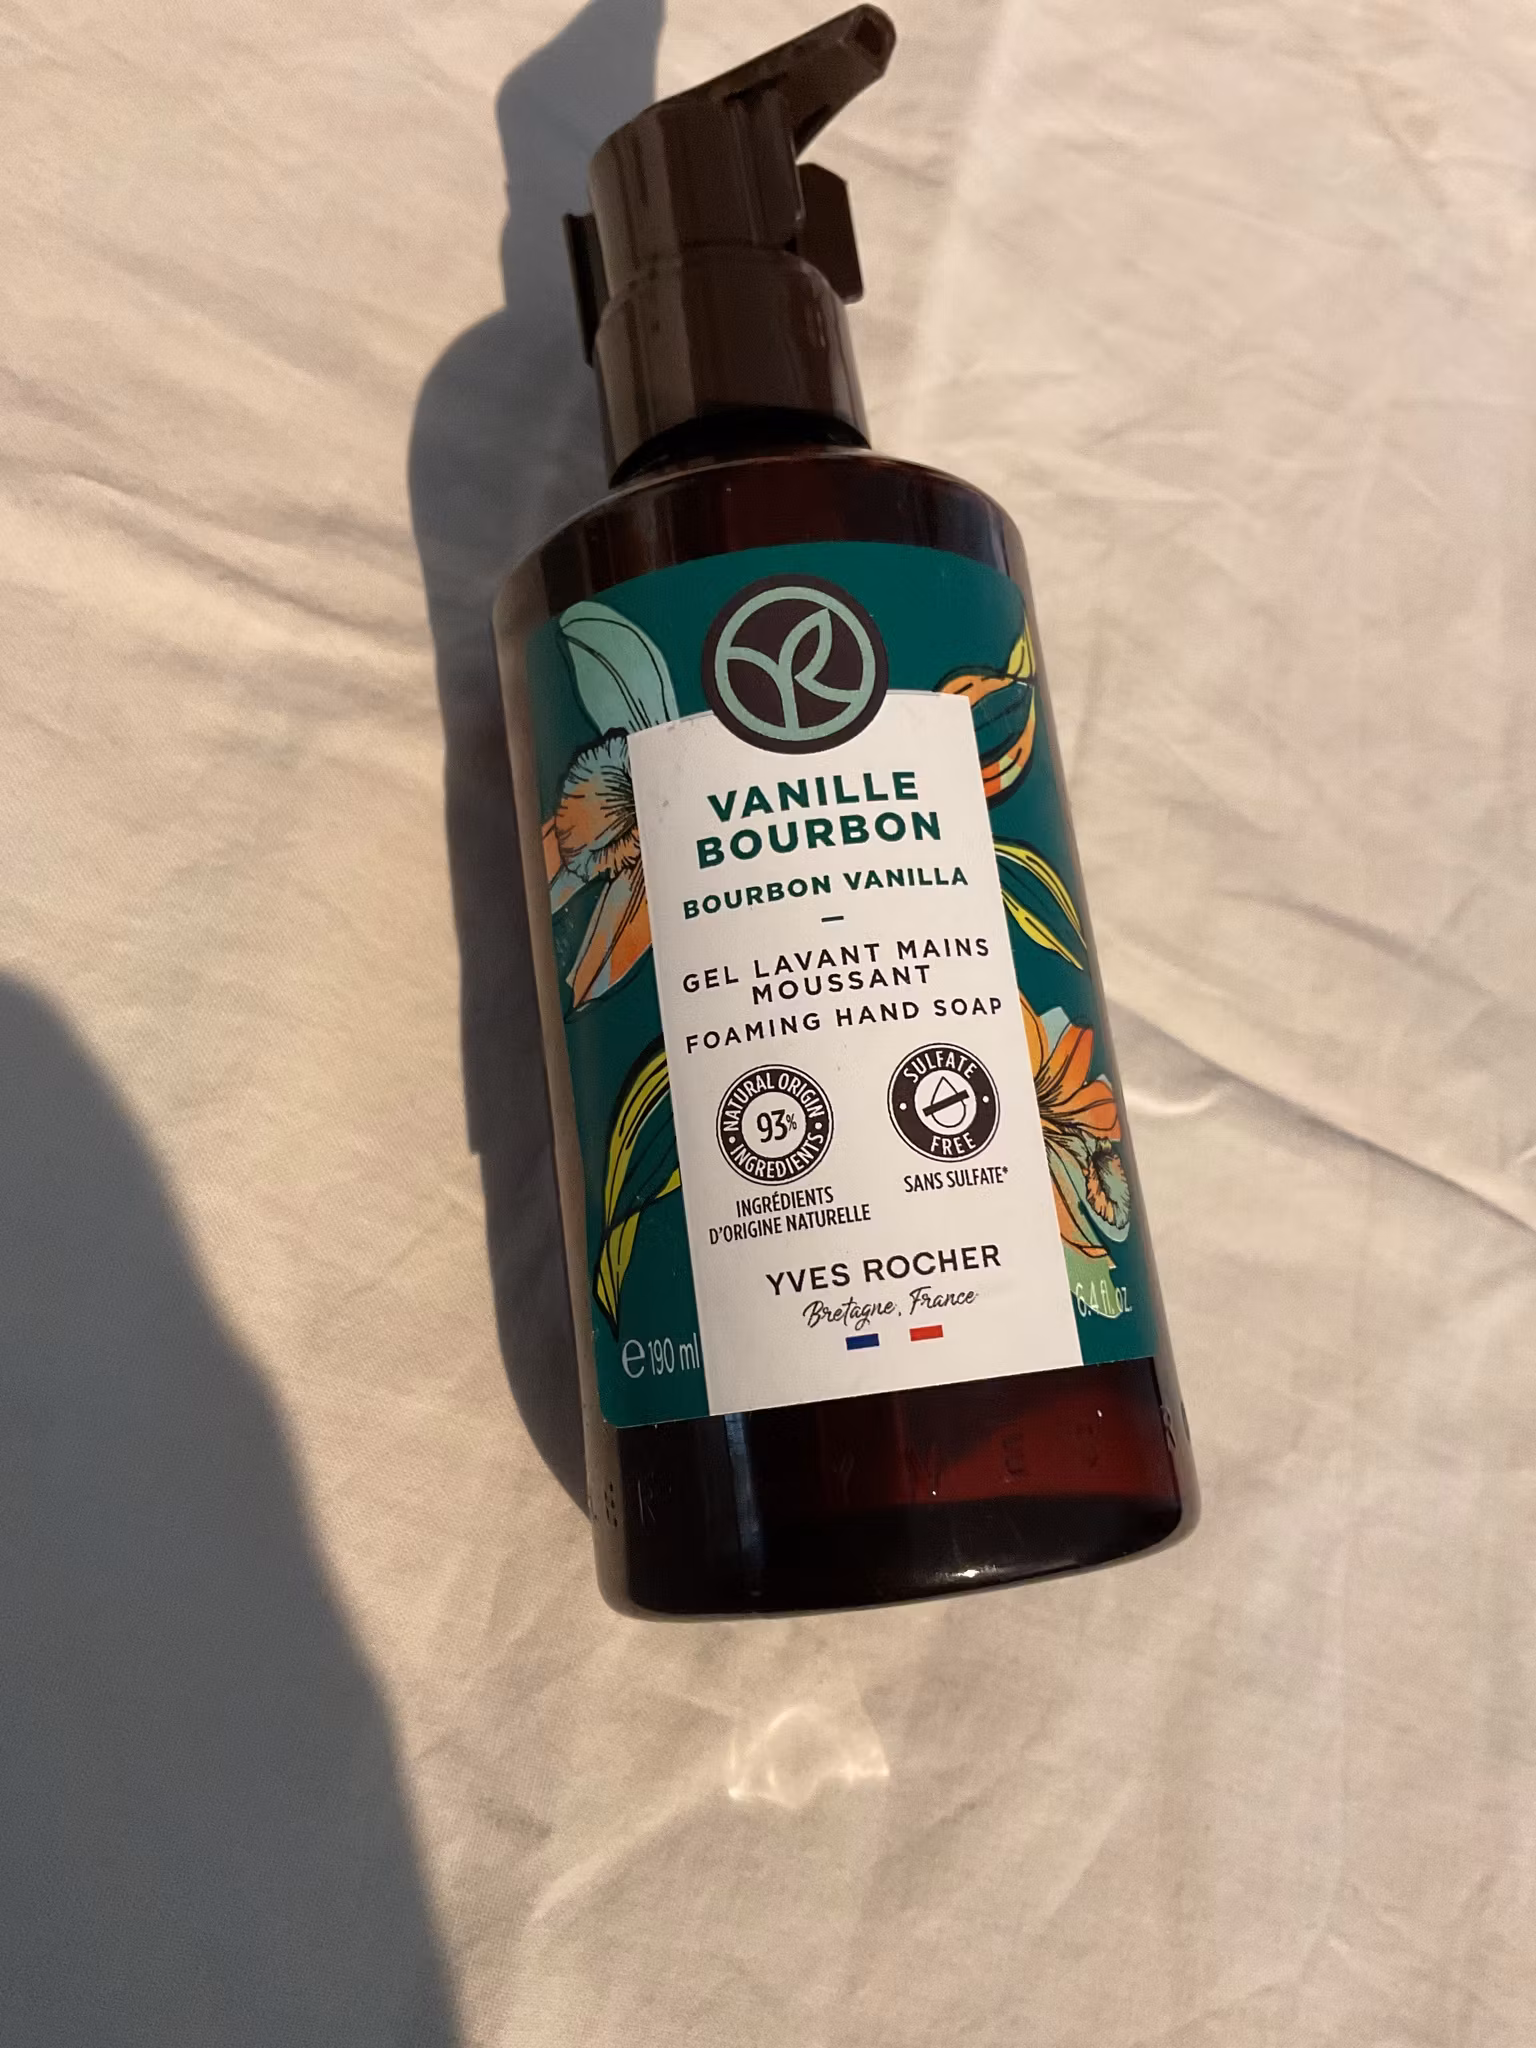 VANILLE
BOURBON
BOURBON VANILLA
–
GEL LAVANT MAINS
MOUSSANT
FOAMING HAND SOAP
NATURAL ORIGIN
93%
INGREDIENTS
SULFATE
FREE
INGRÉDIENTS
D'ORIGINE NATURELLE
SANS SULFATE*
YVES ROCHER
Bretagne, France
e 190 ml
6.4 fl. oz.